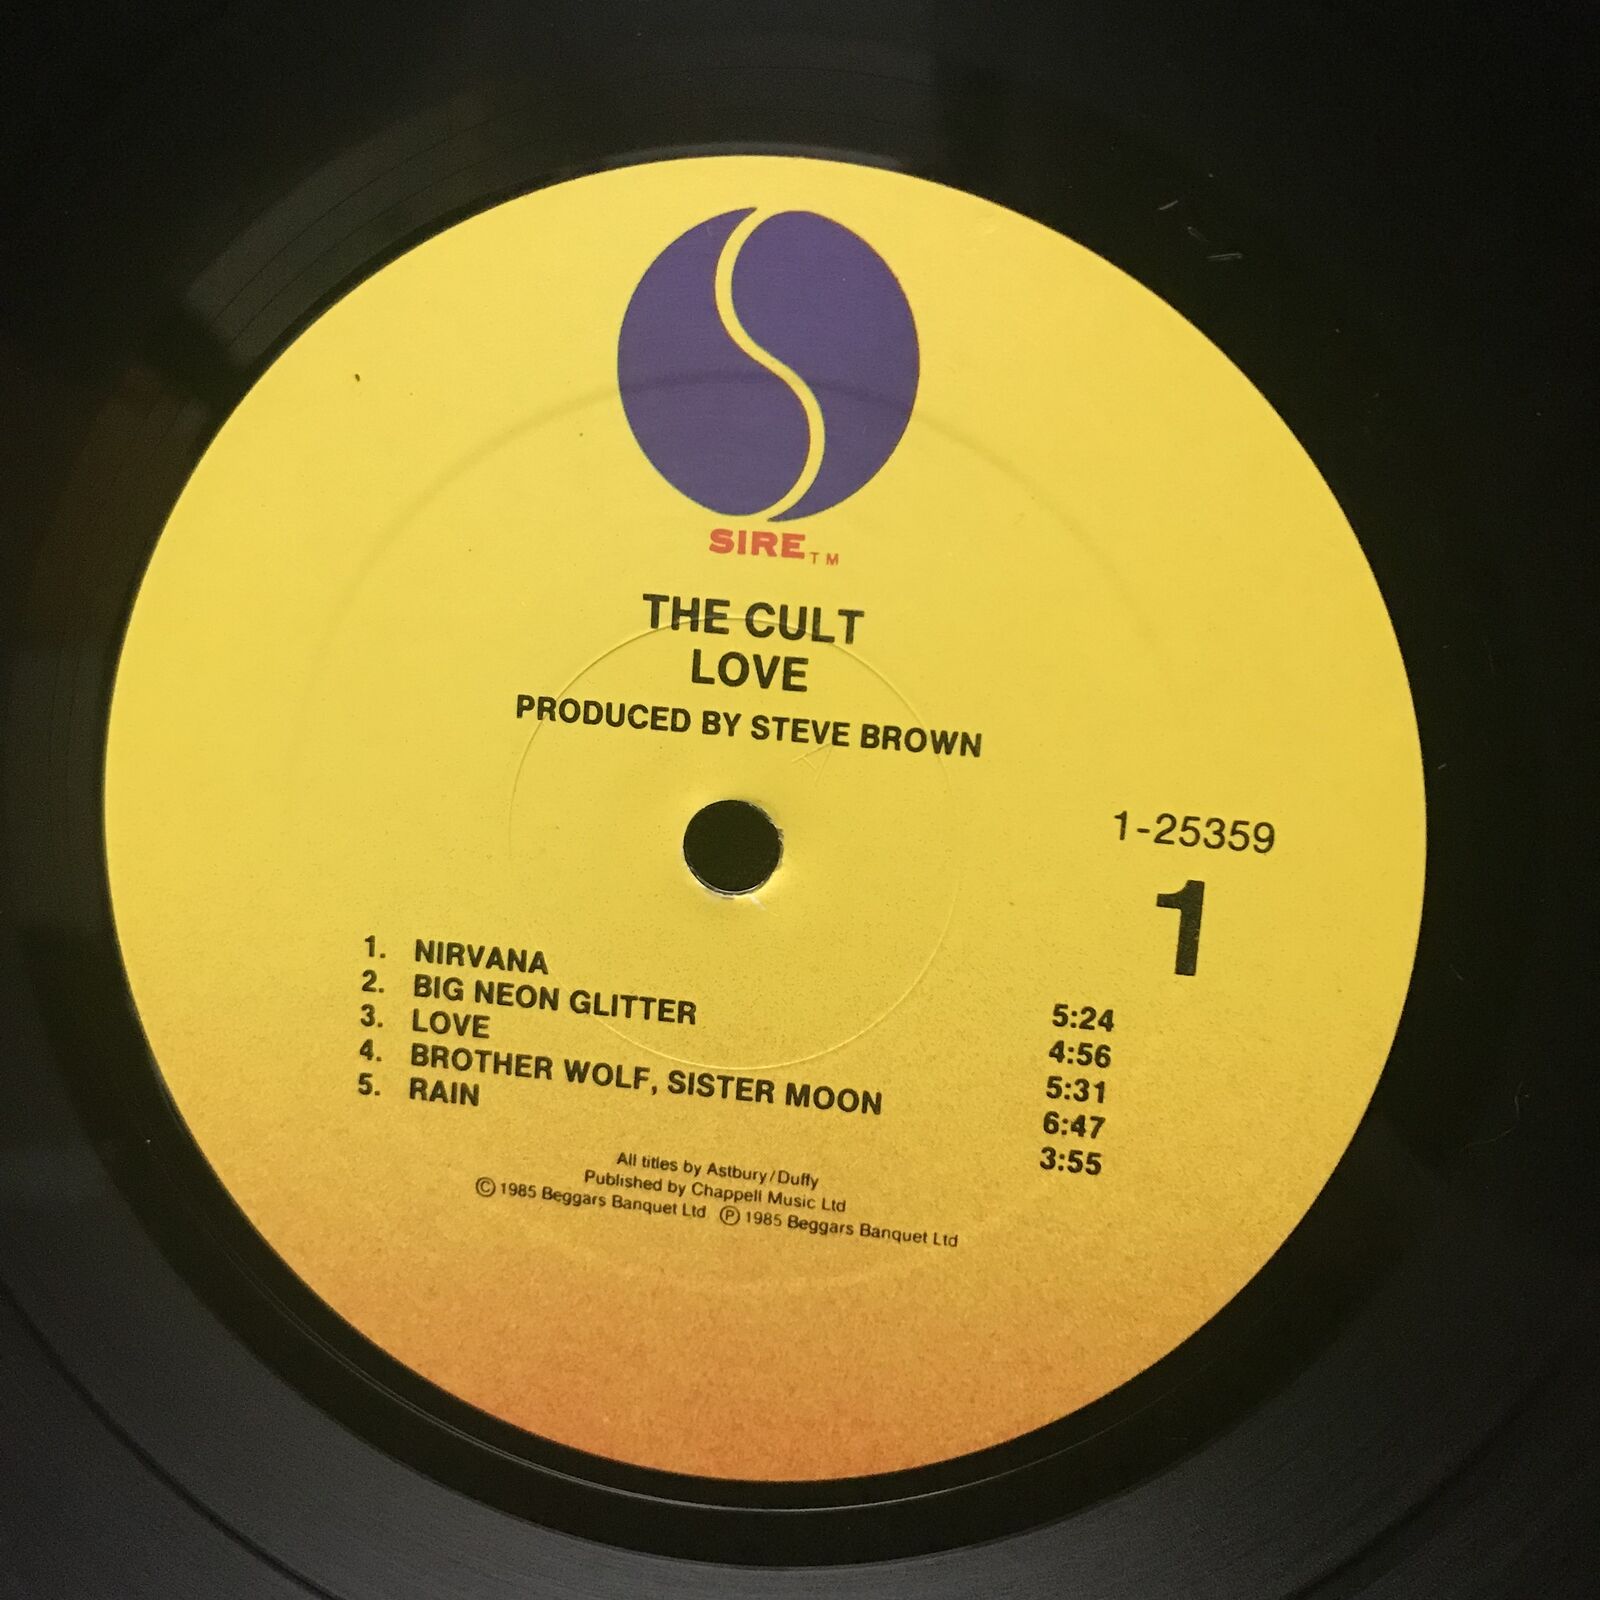 SIRE TM
THE CULT
LOVE
PRODUCED BY STEVE BROWN
1-25359
1
1. NIRVANA 5:24
2. BIG NEON GLITTER 4:56
3. LOVE 5:31
4. BROTHER WOLF, SISTER MOON 6:47
5. RAIN 3:55
All titles by Astbury/Duffy
Published by Chappell Music Ltd
© 1985 Beggars Banquet Ltd ℗ 1985 Beggars Banquet Ltd